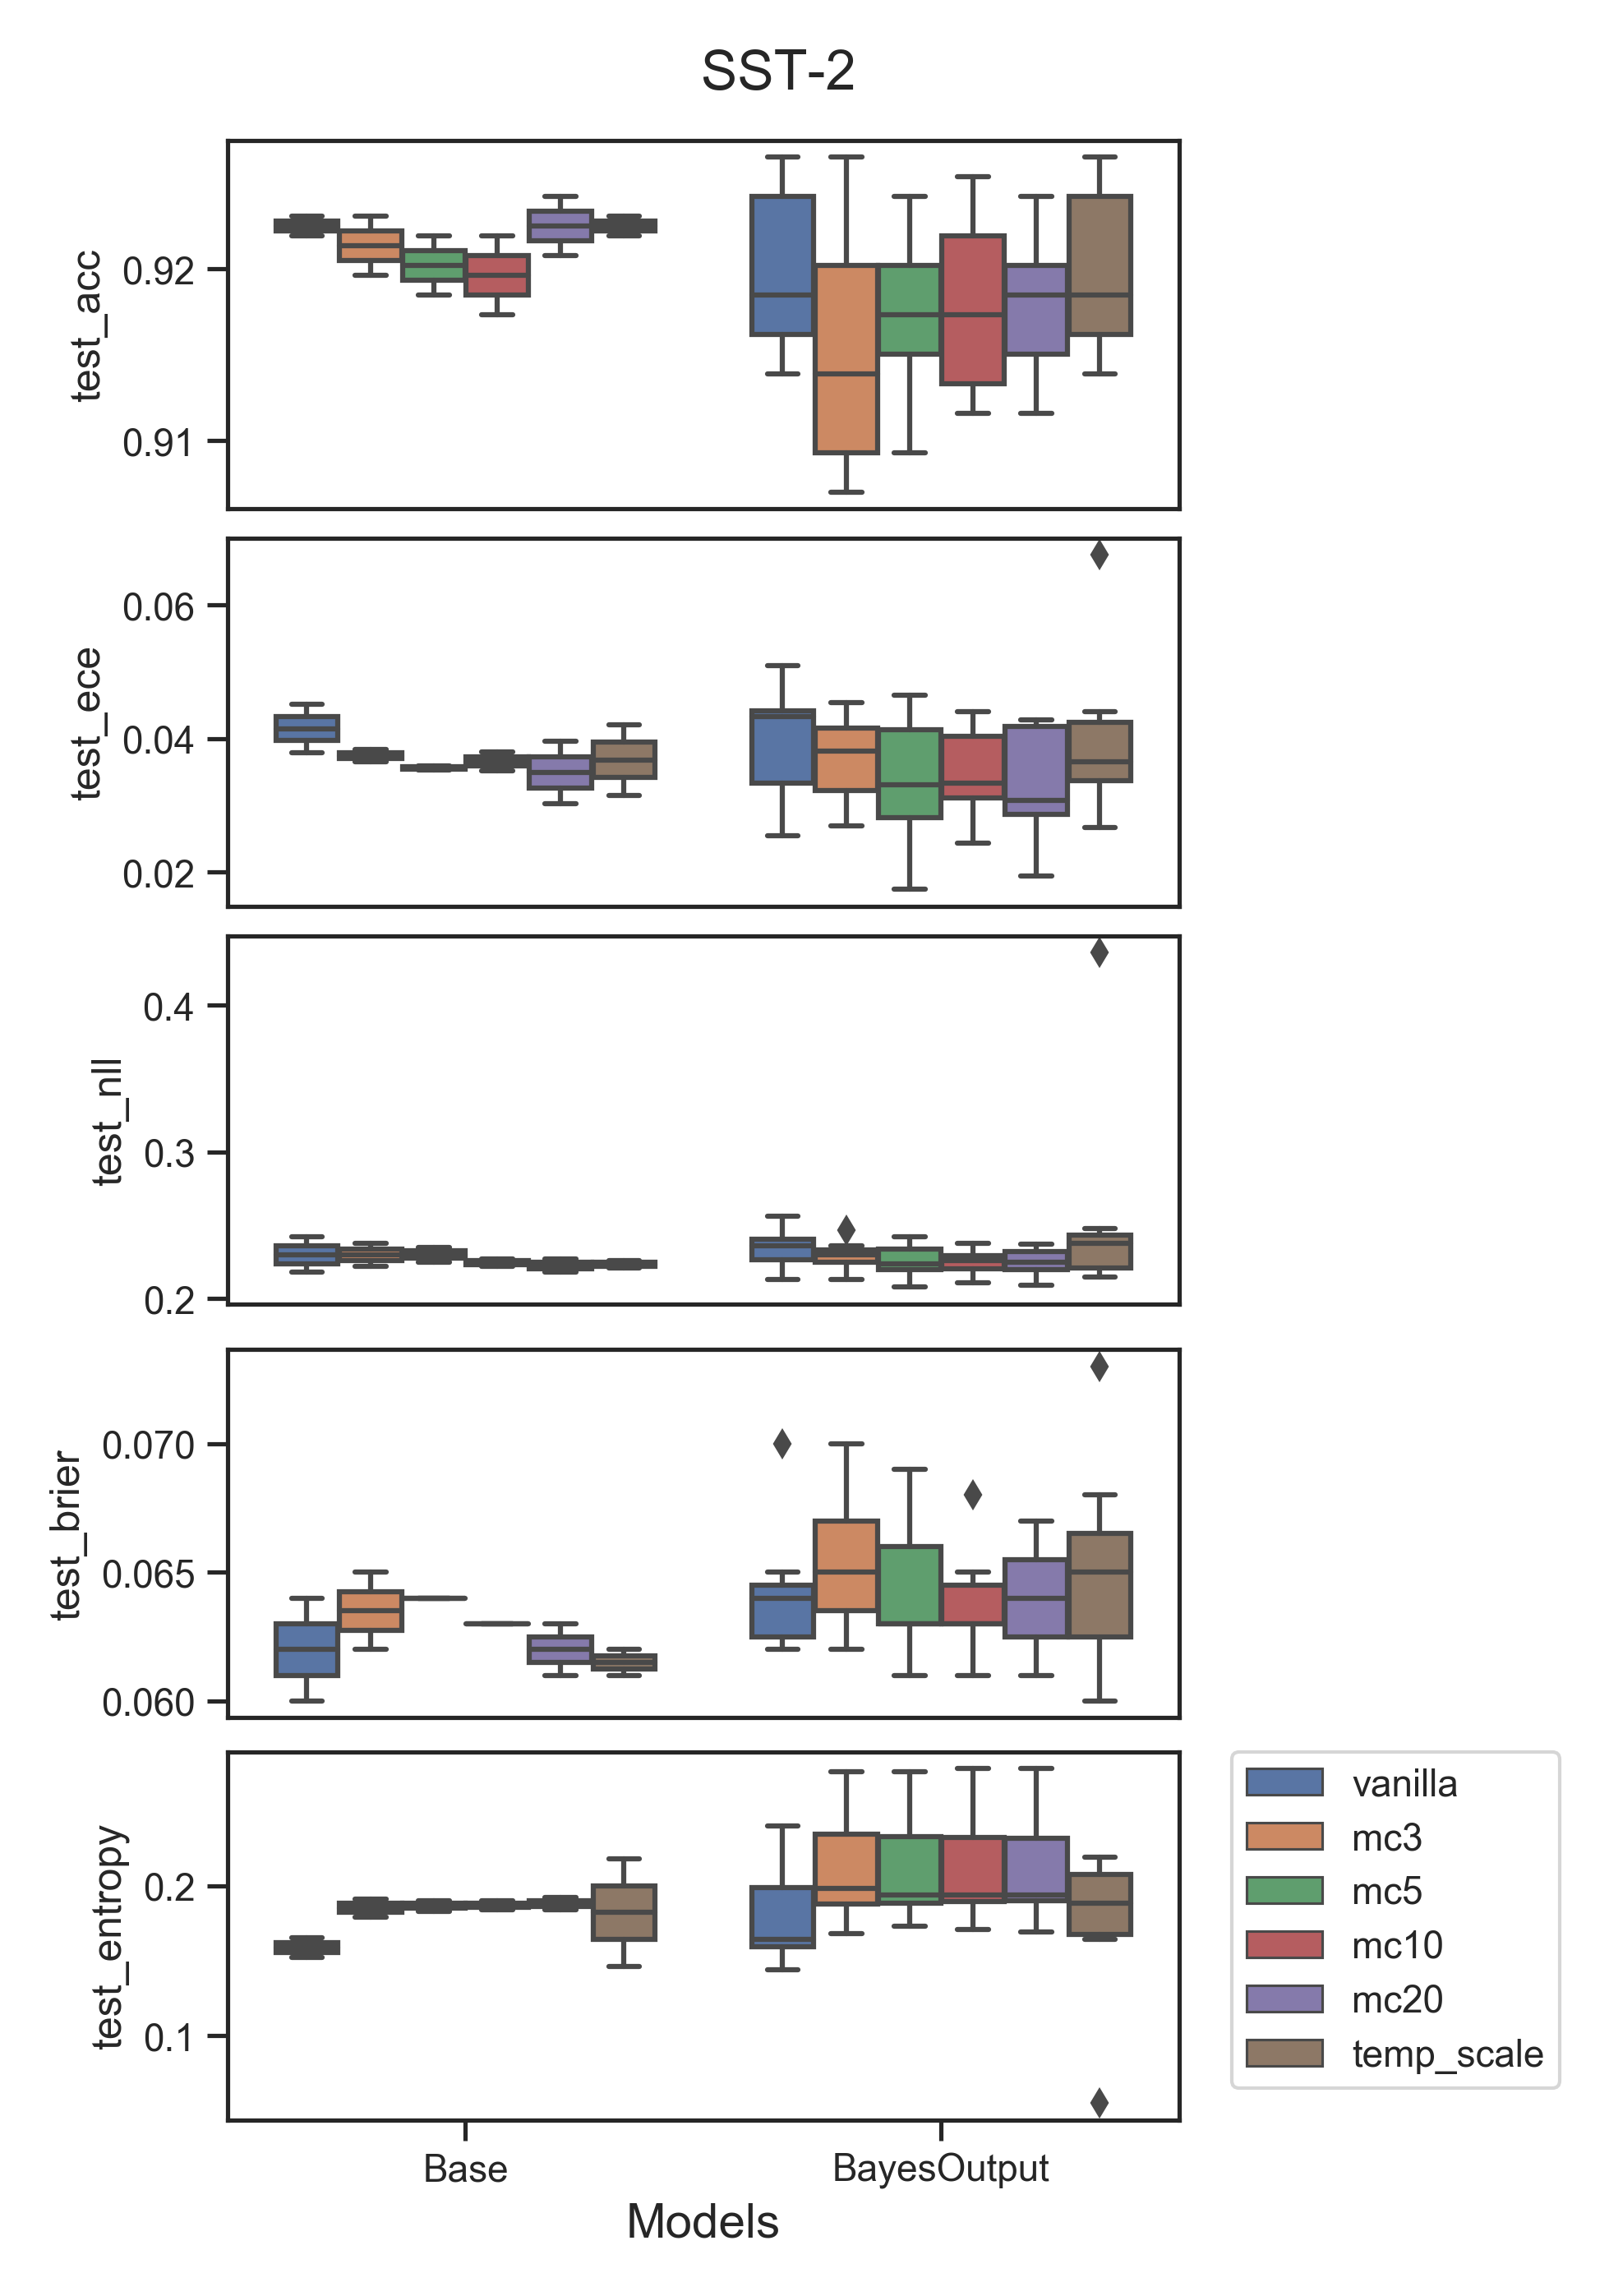 SST-2
test_acc
0.92
0.91
test_ece
0.06
0.04
0.02
test_nll
0.4
0.3
0.2
test_brier
0.070
0.065
0.060
test_entropy
0.2
0.1
vanilla
mc3
mc5
mc10
mc20
temp_scale
Base
BayesOutput
Models